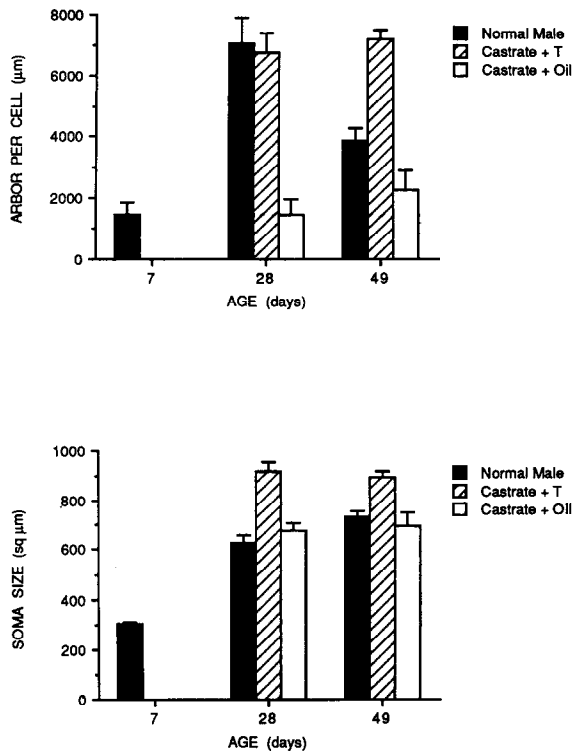 8000
6000
4000
2000
0
ARBOR PER CELL (µm)
7 28 49
AGE (days)
Normal Male
Castrate + T
Castrate + Oil
1000
800
600
400
200
0
SOMA SIZE (sq µm)
7 28 49
AGE (days)
Normal Male
Castrate + T
Castrate + Oil